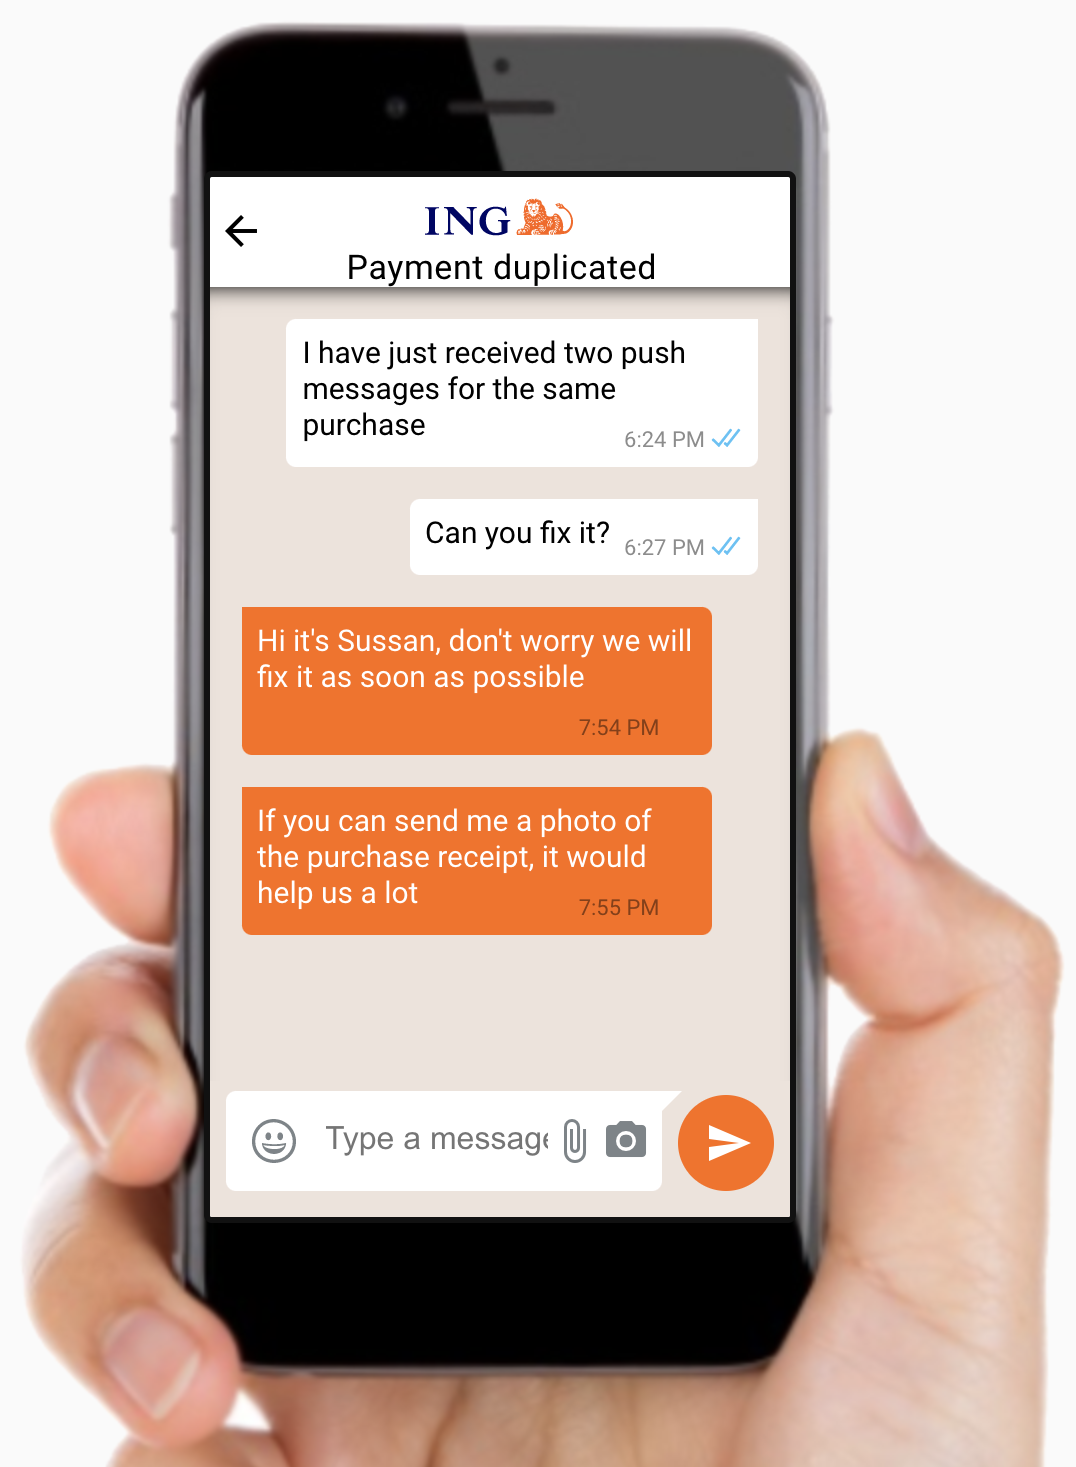 ING
Payment duplicated
I have just received two push
messages for the same
purchase
6:24 PM
Can you fix it?
6:27 PM
Hi it's Sussan, don't worry we will
fix it as soon as possible
7:54 PM
If you can send me a photo of
the purchase receipt, it would
help us a lot
7:55 PM
Type a message